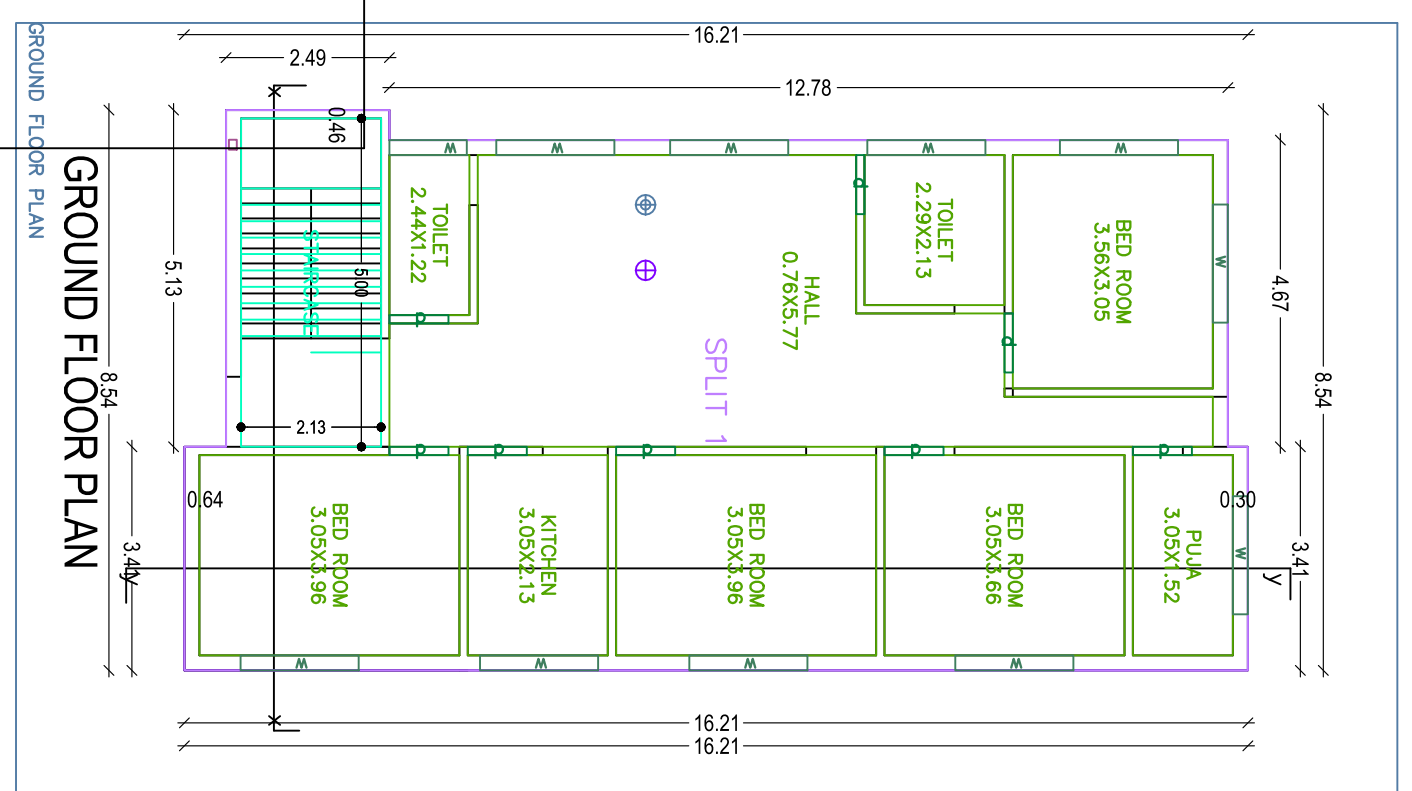 16.21
2.49
12.78
GROUND FLOOR PLAN
GROUND FLOOR PLAN
8.54
5.13
0.46
STAIRCASE
5.00
2.13
W
W
W
W
W
TOILET
2.44X1.22
d
HALL
0.76X5.77
SPLIT 1
d
TOILET
2.29X2.13
d
BED ROOM
3.56X3.05
W
4.67
8.54
d
d
d
d
d
0.64
BED ROOM
3.05X3.96
KITCHEN
3.05X2.13
BED ROOM
3.05X3.96
BED ROOM
3.05X3.66
PUJA
3.05X1.52
0.30
W
3.41
y
3.41
y
W
W
W
W
16.21
16.21